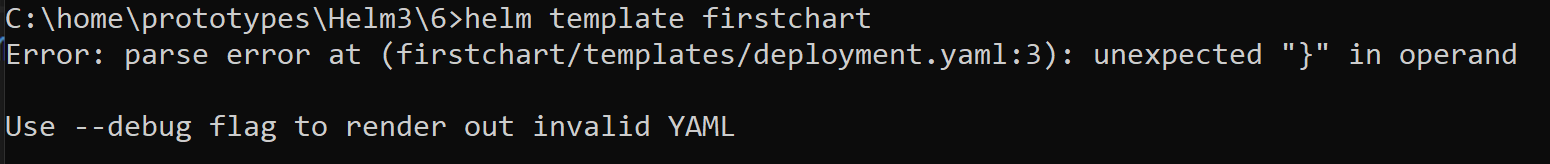 C:\home\prototypes\Helm3\6>helm template firstchart
Error: parse error at (firstchart/templates/deployment.yaml:3): unexpected "}" in operand
Use --debug flag to render out invalid YAML